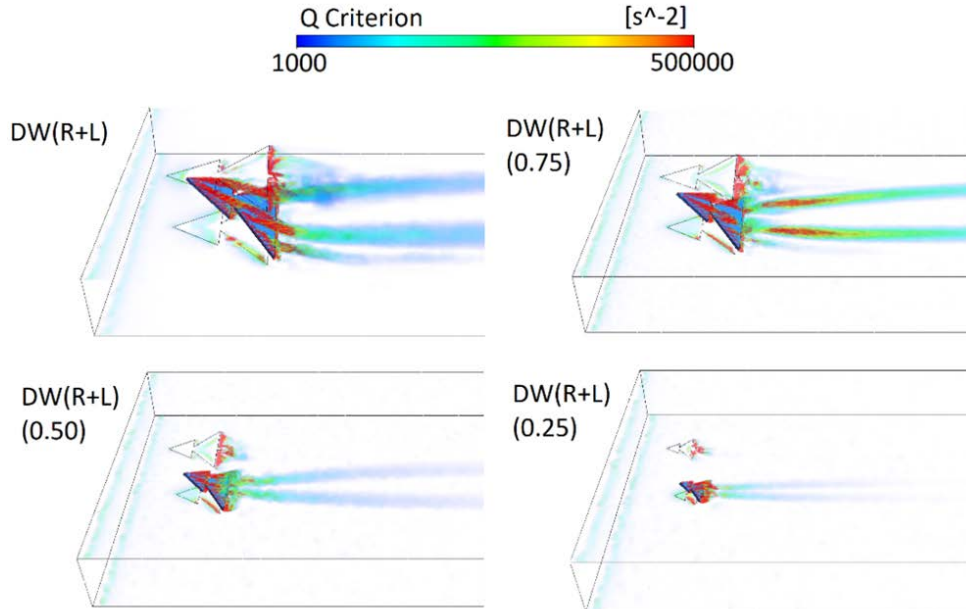 Q Criterion [s^-2]
1000 500000
DW(R+L)
DW(R+L)
(0.75)
DW(R+L)
(0.50)
DW(R+L)
(0.25)